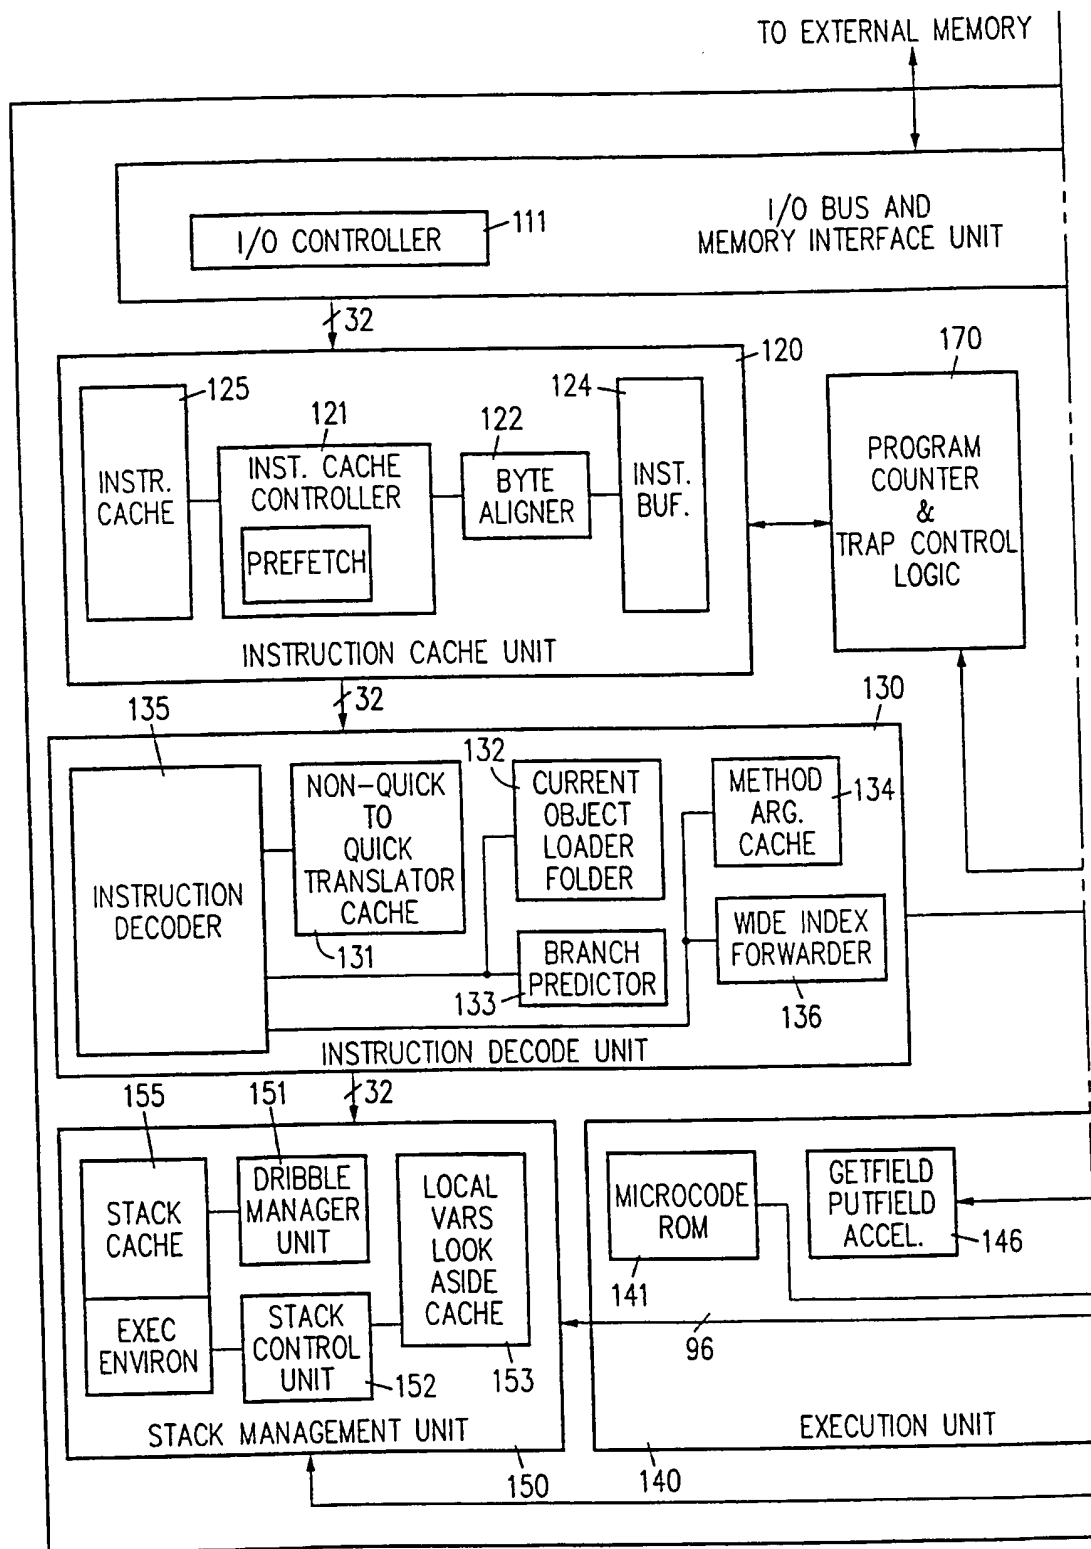 TO EXTERNAL MEMORY
I/O CONTROLLER
111
I/O BUS AND
MEMORY INTERFACE UNIT
32
120
125
121
122
124
INSTR.
CACHE
INST. CACHE
CONTROLLER
PREFETCH
BYTE
ALIGNER
INST.
BUF.
INSTRUCTION CACHE UNIT
170
PROGRAM
COUNTER
&
TRAP CONTROL
LOGIC
32
130
135
INSTRUCTION
DECODER
NON-QUICK
TO
QUICK
TRANSLATOR
CACHE
131
132
CURRENT
OBJECT
LOADER
FOLDER
METHOD
ARG.
CACHE
134
BRANCH
PREDICTOR
133
WIDE INDEX
FORWARDER
136
INSTRUCTION DECODE UNIT
32
155
151
STACK
CACHE
DRIBBLE
MANAGER
UNIT
LOCAL
VARS
LOOK
ASIDE
CACHE
153
EXEC
ENVIRON
STACK
CONTROL
UNIT
152
STACK MANAGEMENT UNIT
150
MICROCODE
ROM
141
GETFIELD
PUTFIELD
ACCEL.
146
96
EXECUTION UNIT
140